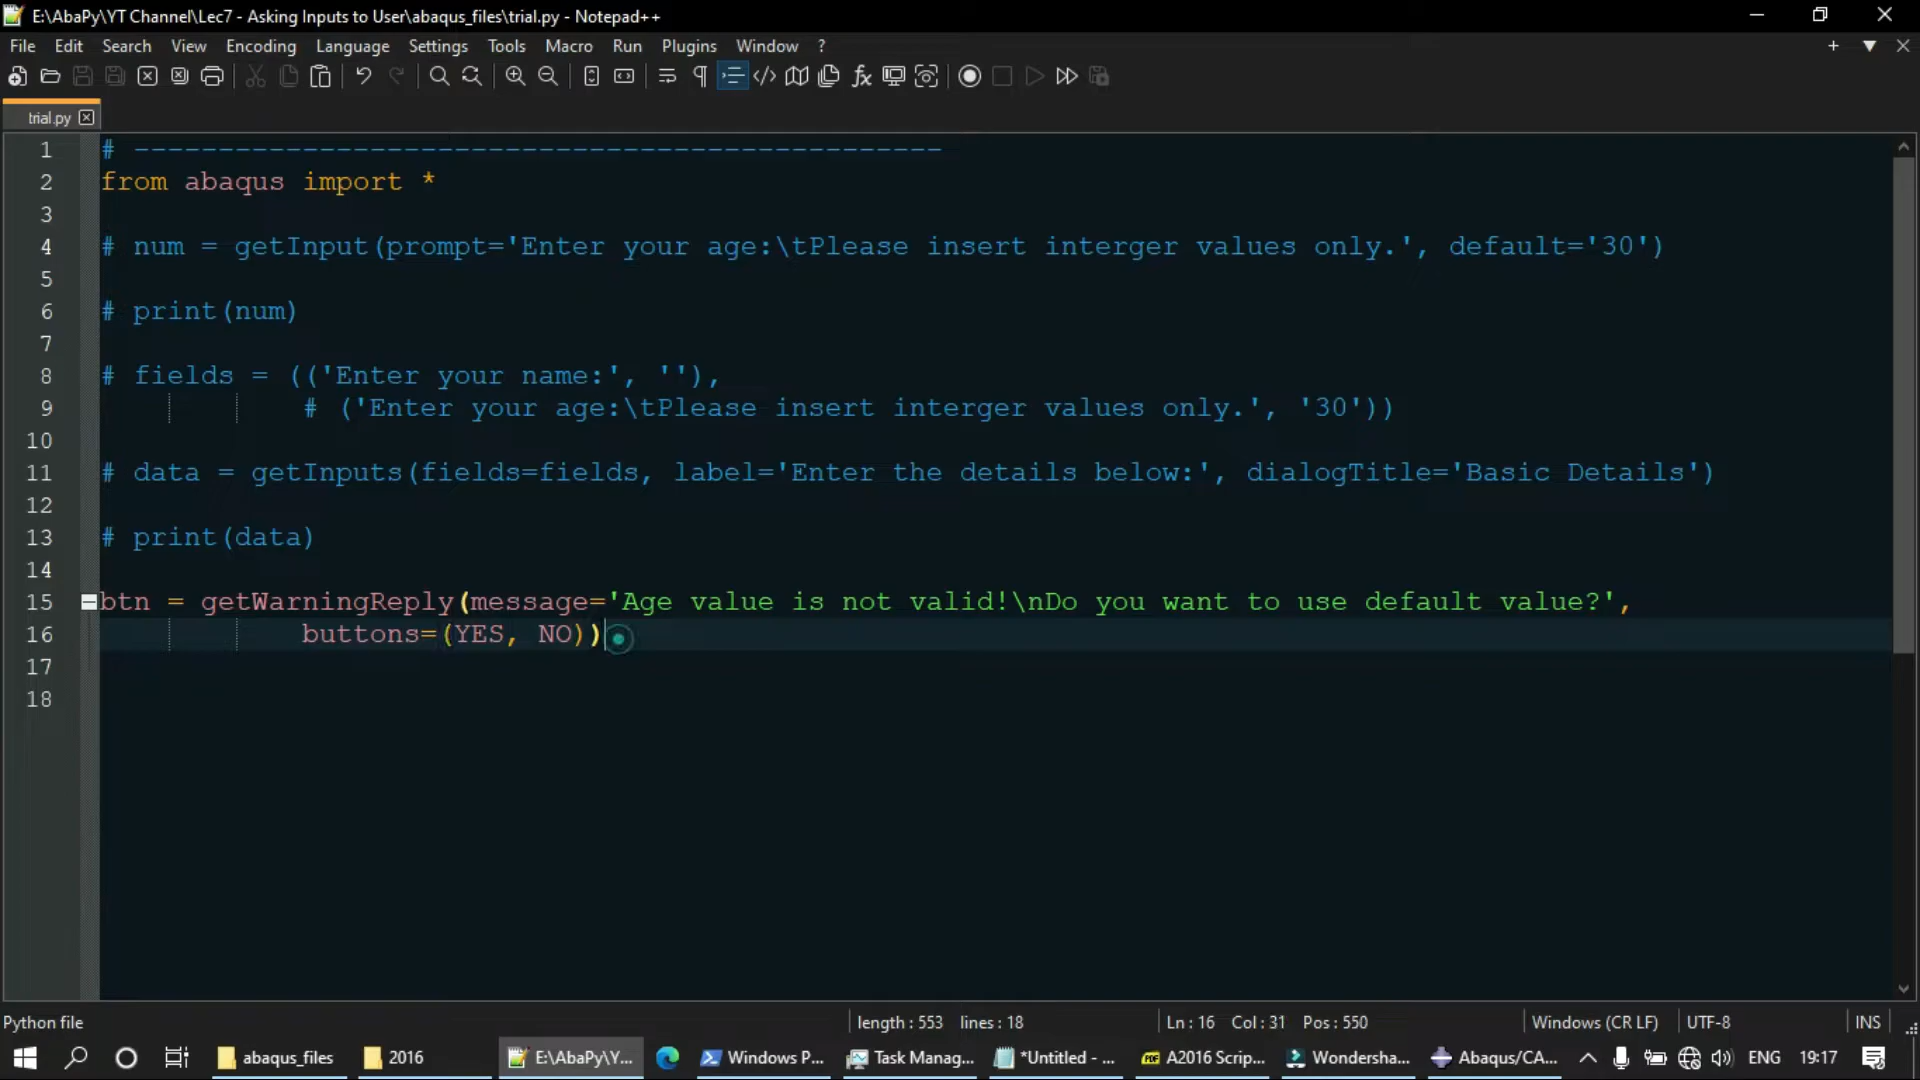 E:\AbaPy\YT Channel\Lec7 - Asking Inputs to User\abaqus_files\trial.py - Notepad++
File Edit Search View Encoding Language Settings Tools Macro Run Plugins Window ?
trial.py
1 # ------------------------------------------------
2 from abaqus import *
3
4 # num = getInput(prompt='Enter your age:\tPlease insert interger values only.', default='30')
5
6 # print(num)
7
8 # fields = (('Enter your name:', ''),
9 # ('Enter your age:\tPlease insert interger values only.', '30'))
10
11 # data = getInputs(fields=fields, label='Enter the details below:', dialogTitle='Basic Details')
12
13 # print(data)
14
15 btn = getWarningReply(message='Age value is not valid!\nDo you want to use default value?',
16 buttons=(YES, NO))
17
18
Python file length : 553 lines : 18 Ln : 16 Col : 31 Pos : 550 Windows (CR LF) UTF-8 INS
abaqus_files 2016 E:\AbaPy\Y... Windows P... Task Manag... *Untitled - ... A2016 Scrip... Wondersha... Abaqus/CA... ENG 19:17